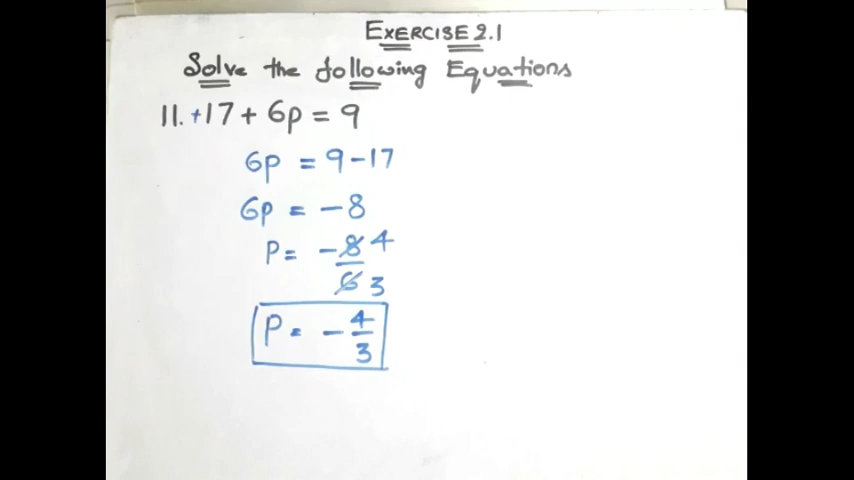 EXERCISE 2.1
Solve the following Equations
11. +17 + 6p = 9
6p = 9 - 17
6p = - 8
P = - 8/6 4/3
P = - 4/3